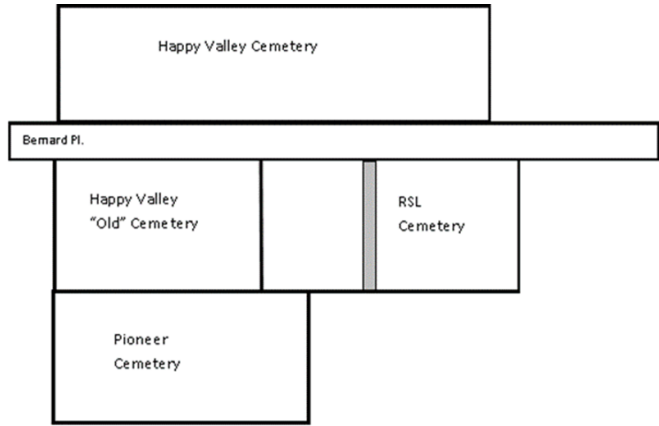 Happy Valley Cemetery
Bernard Pl.
Happy Valley
“Old” Cemetery
RSL
Cemetery
Pioneer
Cemetery